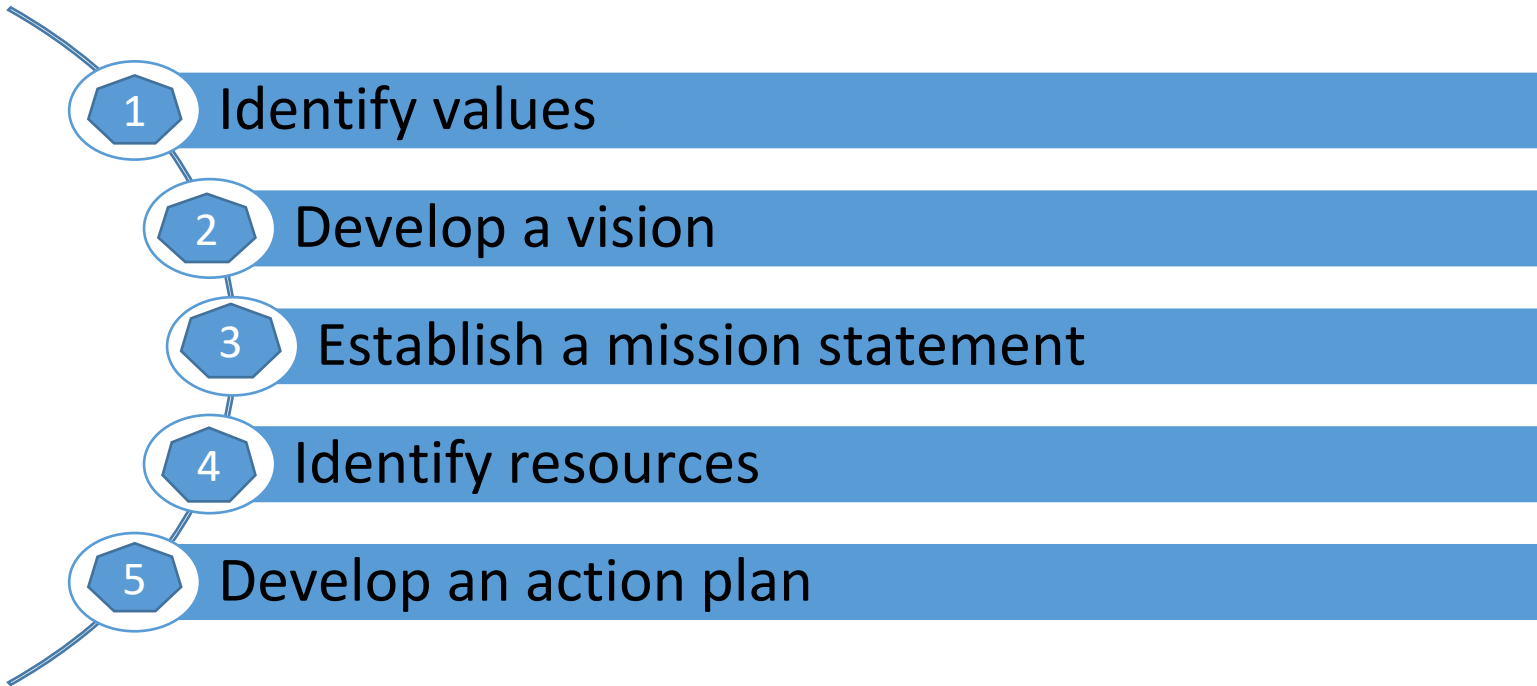 1 Identify values
2 Develop a vision
3 Establish a mission statement
4 Identify resources
5 Develop an action plan